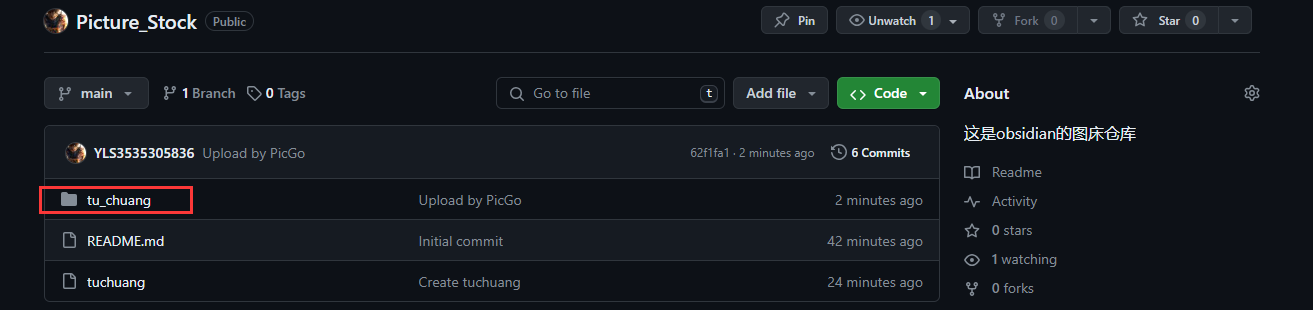 Picture_Stock Public Pin Unwatch 1 Fork 0 Star 0
main 1 Branch 0 Tags Go to file t Add file Code About
这是obsidian的图床仓库
YLS3535305836 Upload by PicGo 62f1fa1 · 2 minutes ago 6 Commits
Readme
tu_chuang Upload by PicGo 2 minutes ago
Activity
README.md Initial commit 42 minutes ago
0 stars
1 watching
tuchuang Create tuchuang 24 minutes ago
0 forks